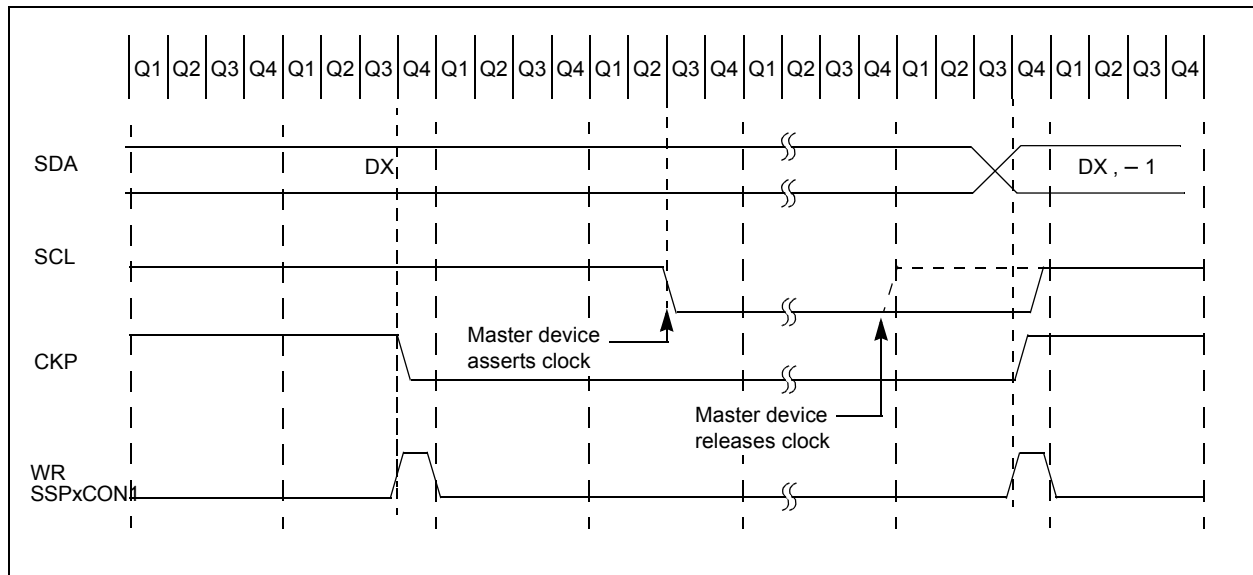 Q1 Q2 Q3 Q4 Q1 Q2 Q3 Q4 Q1 Q2 Q3 Q4 Q1 Q2 Q3 Q4 Q1 Q2 Q3 Q4 Q1 Q2 Q3 Q4 Q1 Q2 Q3 Q4
SDA
DX
DX , – 1
SCL
Master device
asserts clock
CKP
Master device
releases clock
WR
SSPxCON1